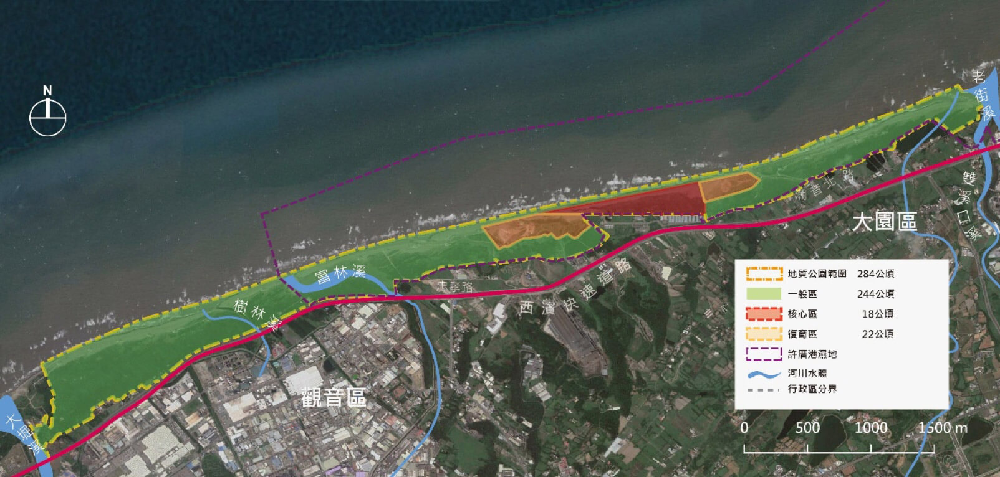 N
老街溪
雙溪口溪
潮音北路
大園區
富林溪
忠孝路
西濱快速道路
樹林溪
觀音區
大堀溪
地質公園範圍 284公頃
一般區 244公頃
核心區 18公頃
復育區 22公頃
許厝港濕地
河川水體
行政區分界
0 500 1000 1500 m